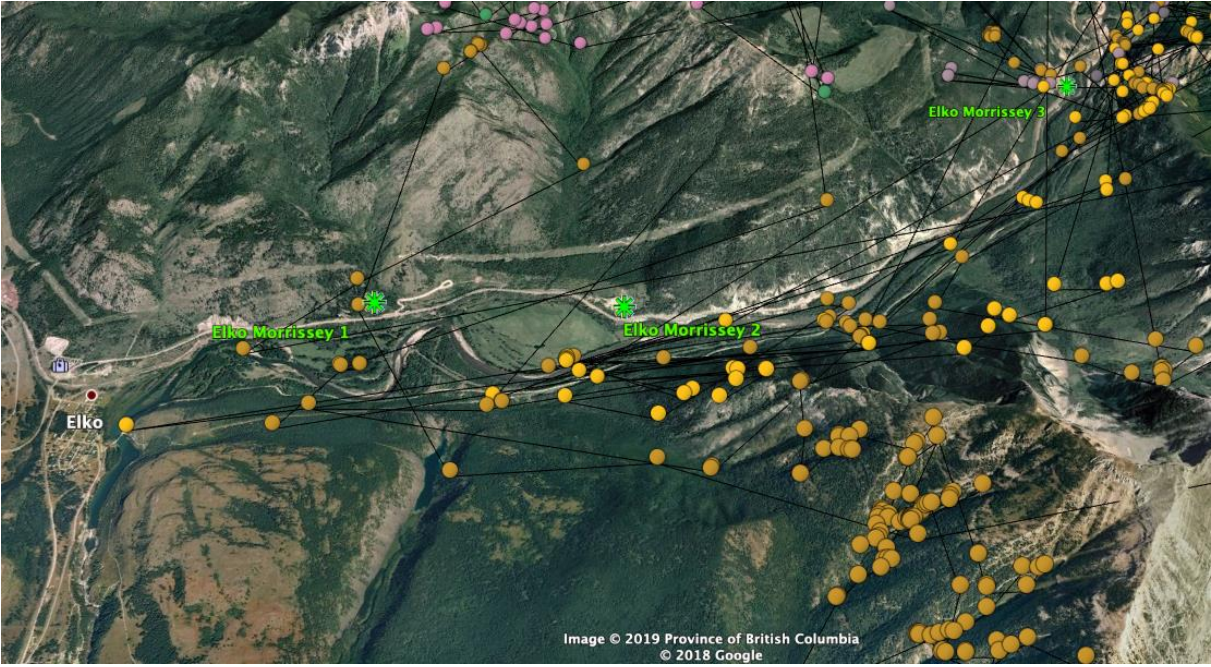 Elko Morrissey 3
Elko Morrissey 1
Elko Morrissey 2
Elko
Image © 2019 Province of British Columbia
© 2018 Google